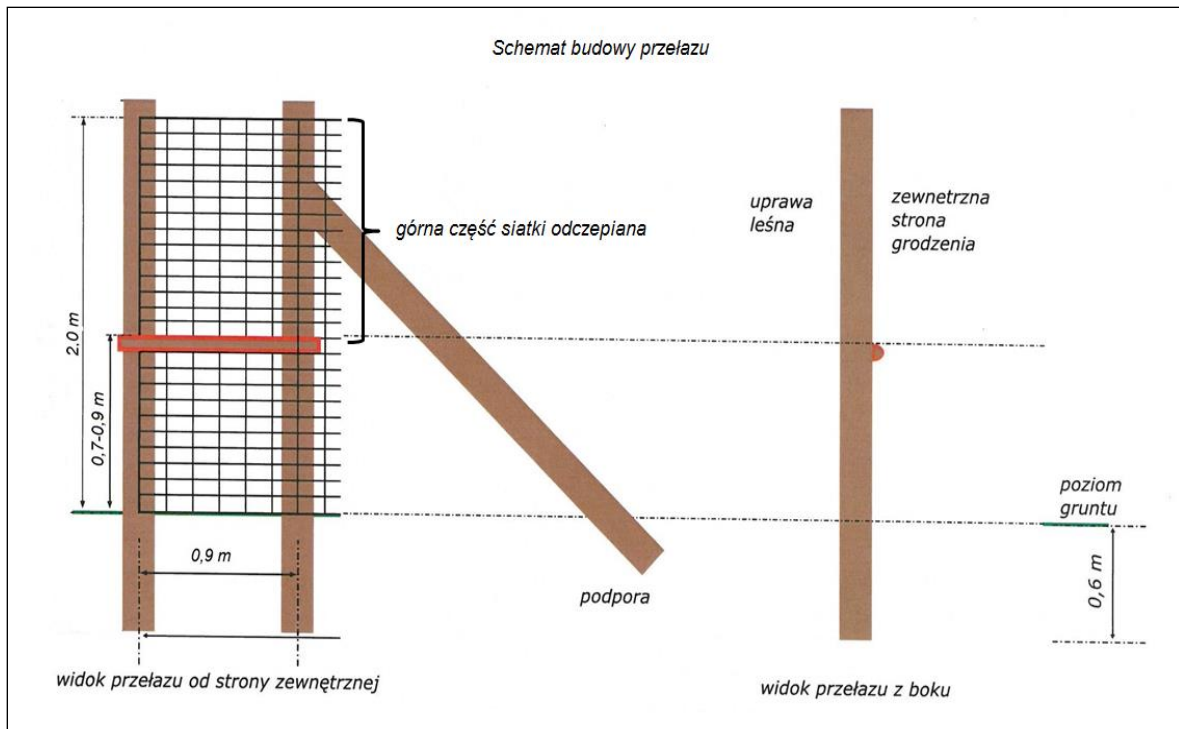 Schemat budowy przełazu
górna część siatki odczepiana
uprawa
leśna
zewnetrzna
strona
grodzenia
2.0 m
0,7-0,9 m
0,9 m
podpora
poziom
gruntu
0,6 m
widok przełazu od strony zewnętrznej
widok przełazu z boku